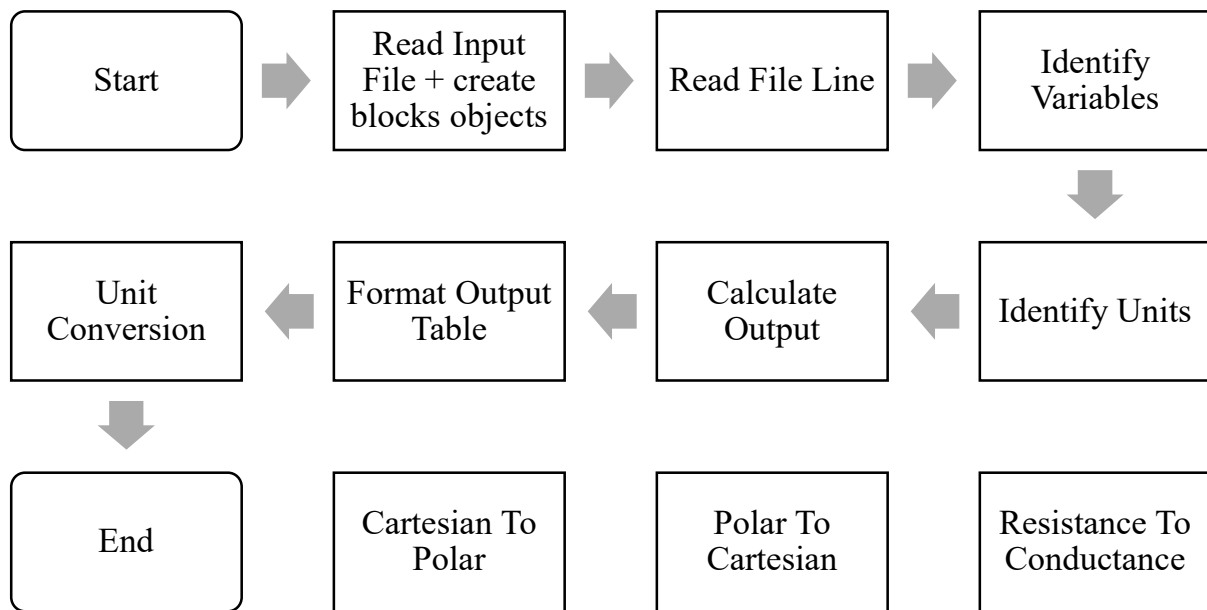 Start
Read Input
File + create
blocks objects
Read File Line
Identify
Variables
Unit
Conversion
Format Output
Table
Calculate
Output
Identify Units
End
Cartesian To
Polar
Polar To
Cartesian
Resistance To
Conductance